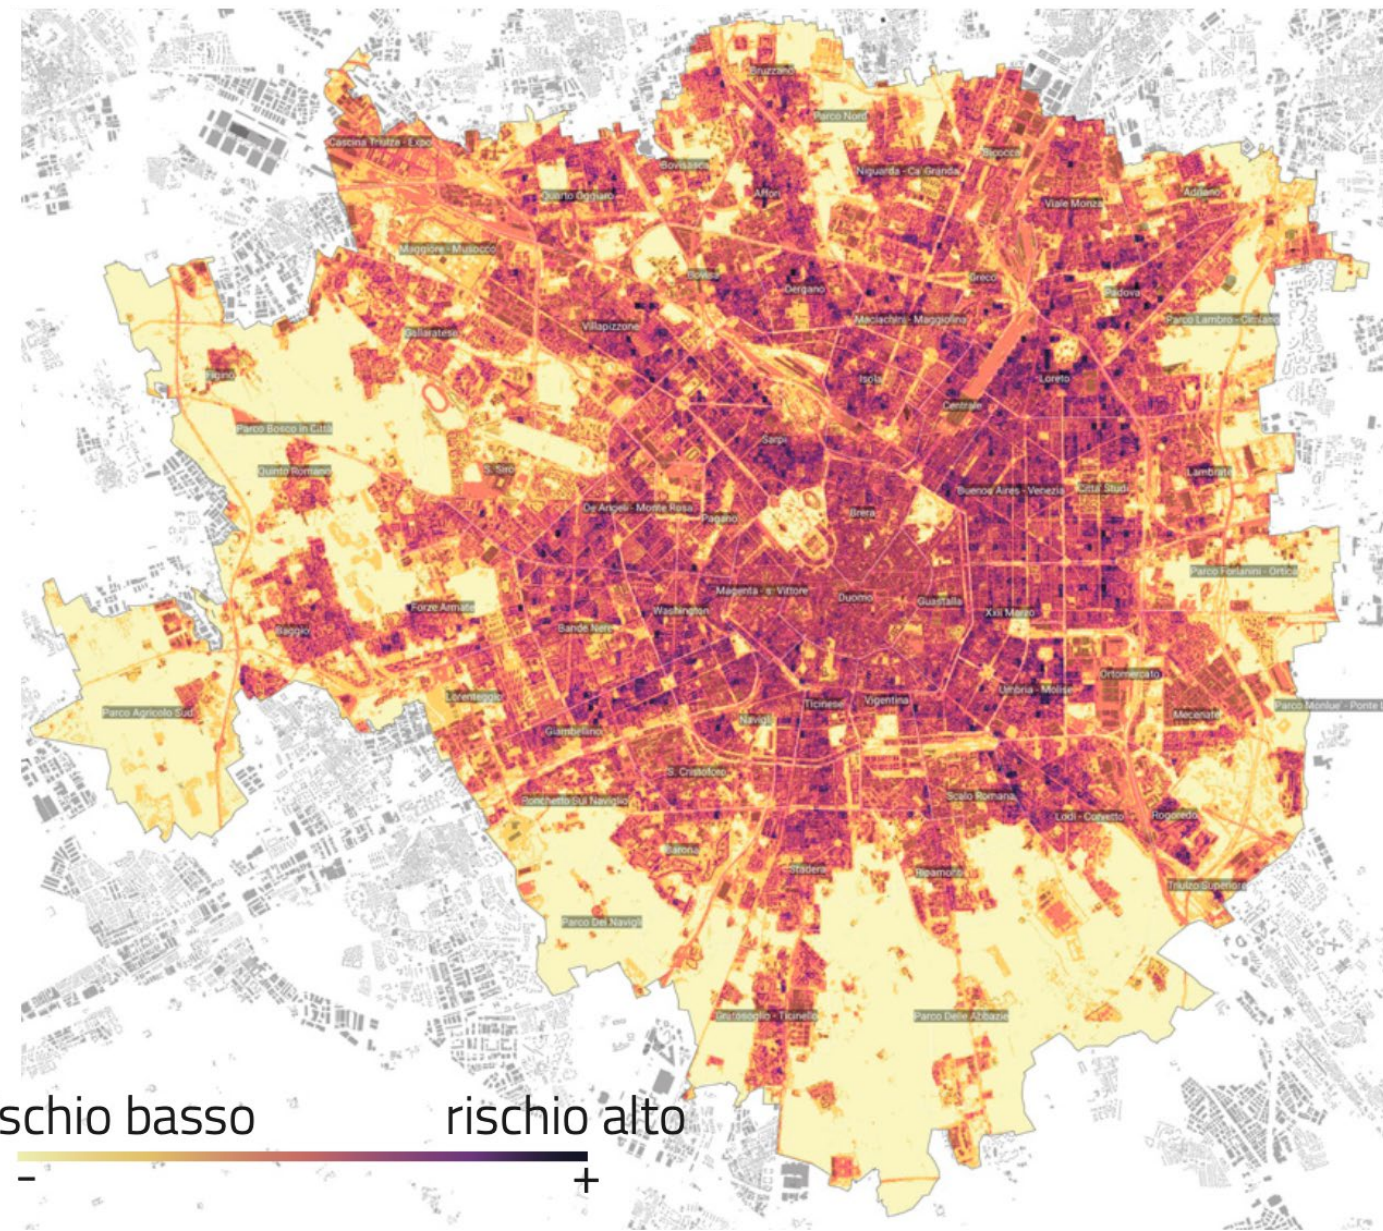 Bruzzano
Parco Nord
Cascina Triulza - Expo
Bovisasca
Bicocca
Niguarda - Ca' Granda
Quarto Oggiaro
Affori
Adriano
Viale Monza
Maggiore - Musocco
Bovisa
Greco
Dergano
Padova
Maciachini - Maggiolina
Parco Lambro - Cimiano
Villapizzone
Gallaratese
Figino
Isola
Loreto
Centrale
Parco Bosco in Città
Sarpi
Quinto Romano
S. Siro
Lambrate
Buenos Aires - Venezia
Citta' Studi
De Angeli - Monte Rosa
Pagano
Brera
Parco Forlanini - Ortica
Magenta - s. Vittore
Duomo
Guastalla
Forze Armate
Washington
XXII Marzo
Baggio
Bande Nere
Ortomercato
Umbria - Molise
Lorenteggio
Ticinese
Vigentina
Parco Monlue' - Ponte
Parco Agricolo Sud
Mecenate
Navigli
Giambellino
S. Cristoforo
Ronchetto Sul Naviglio
Scalo Romana
Lodi - Corvetto
Rogoredo
Barona
Stadera
Ripamonti
Triulzo Superiore
Parco Dei Navigli
Gratosoglio - Ticinello
Parco Delle Abbazie
schio basso rischio alto
- +